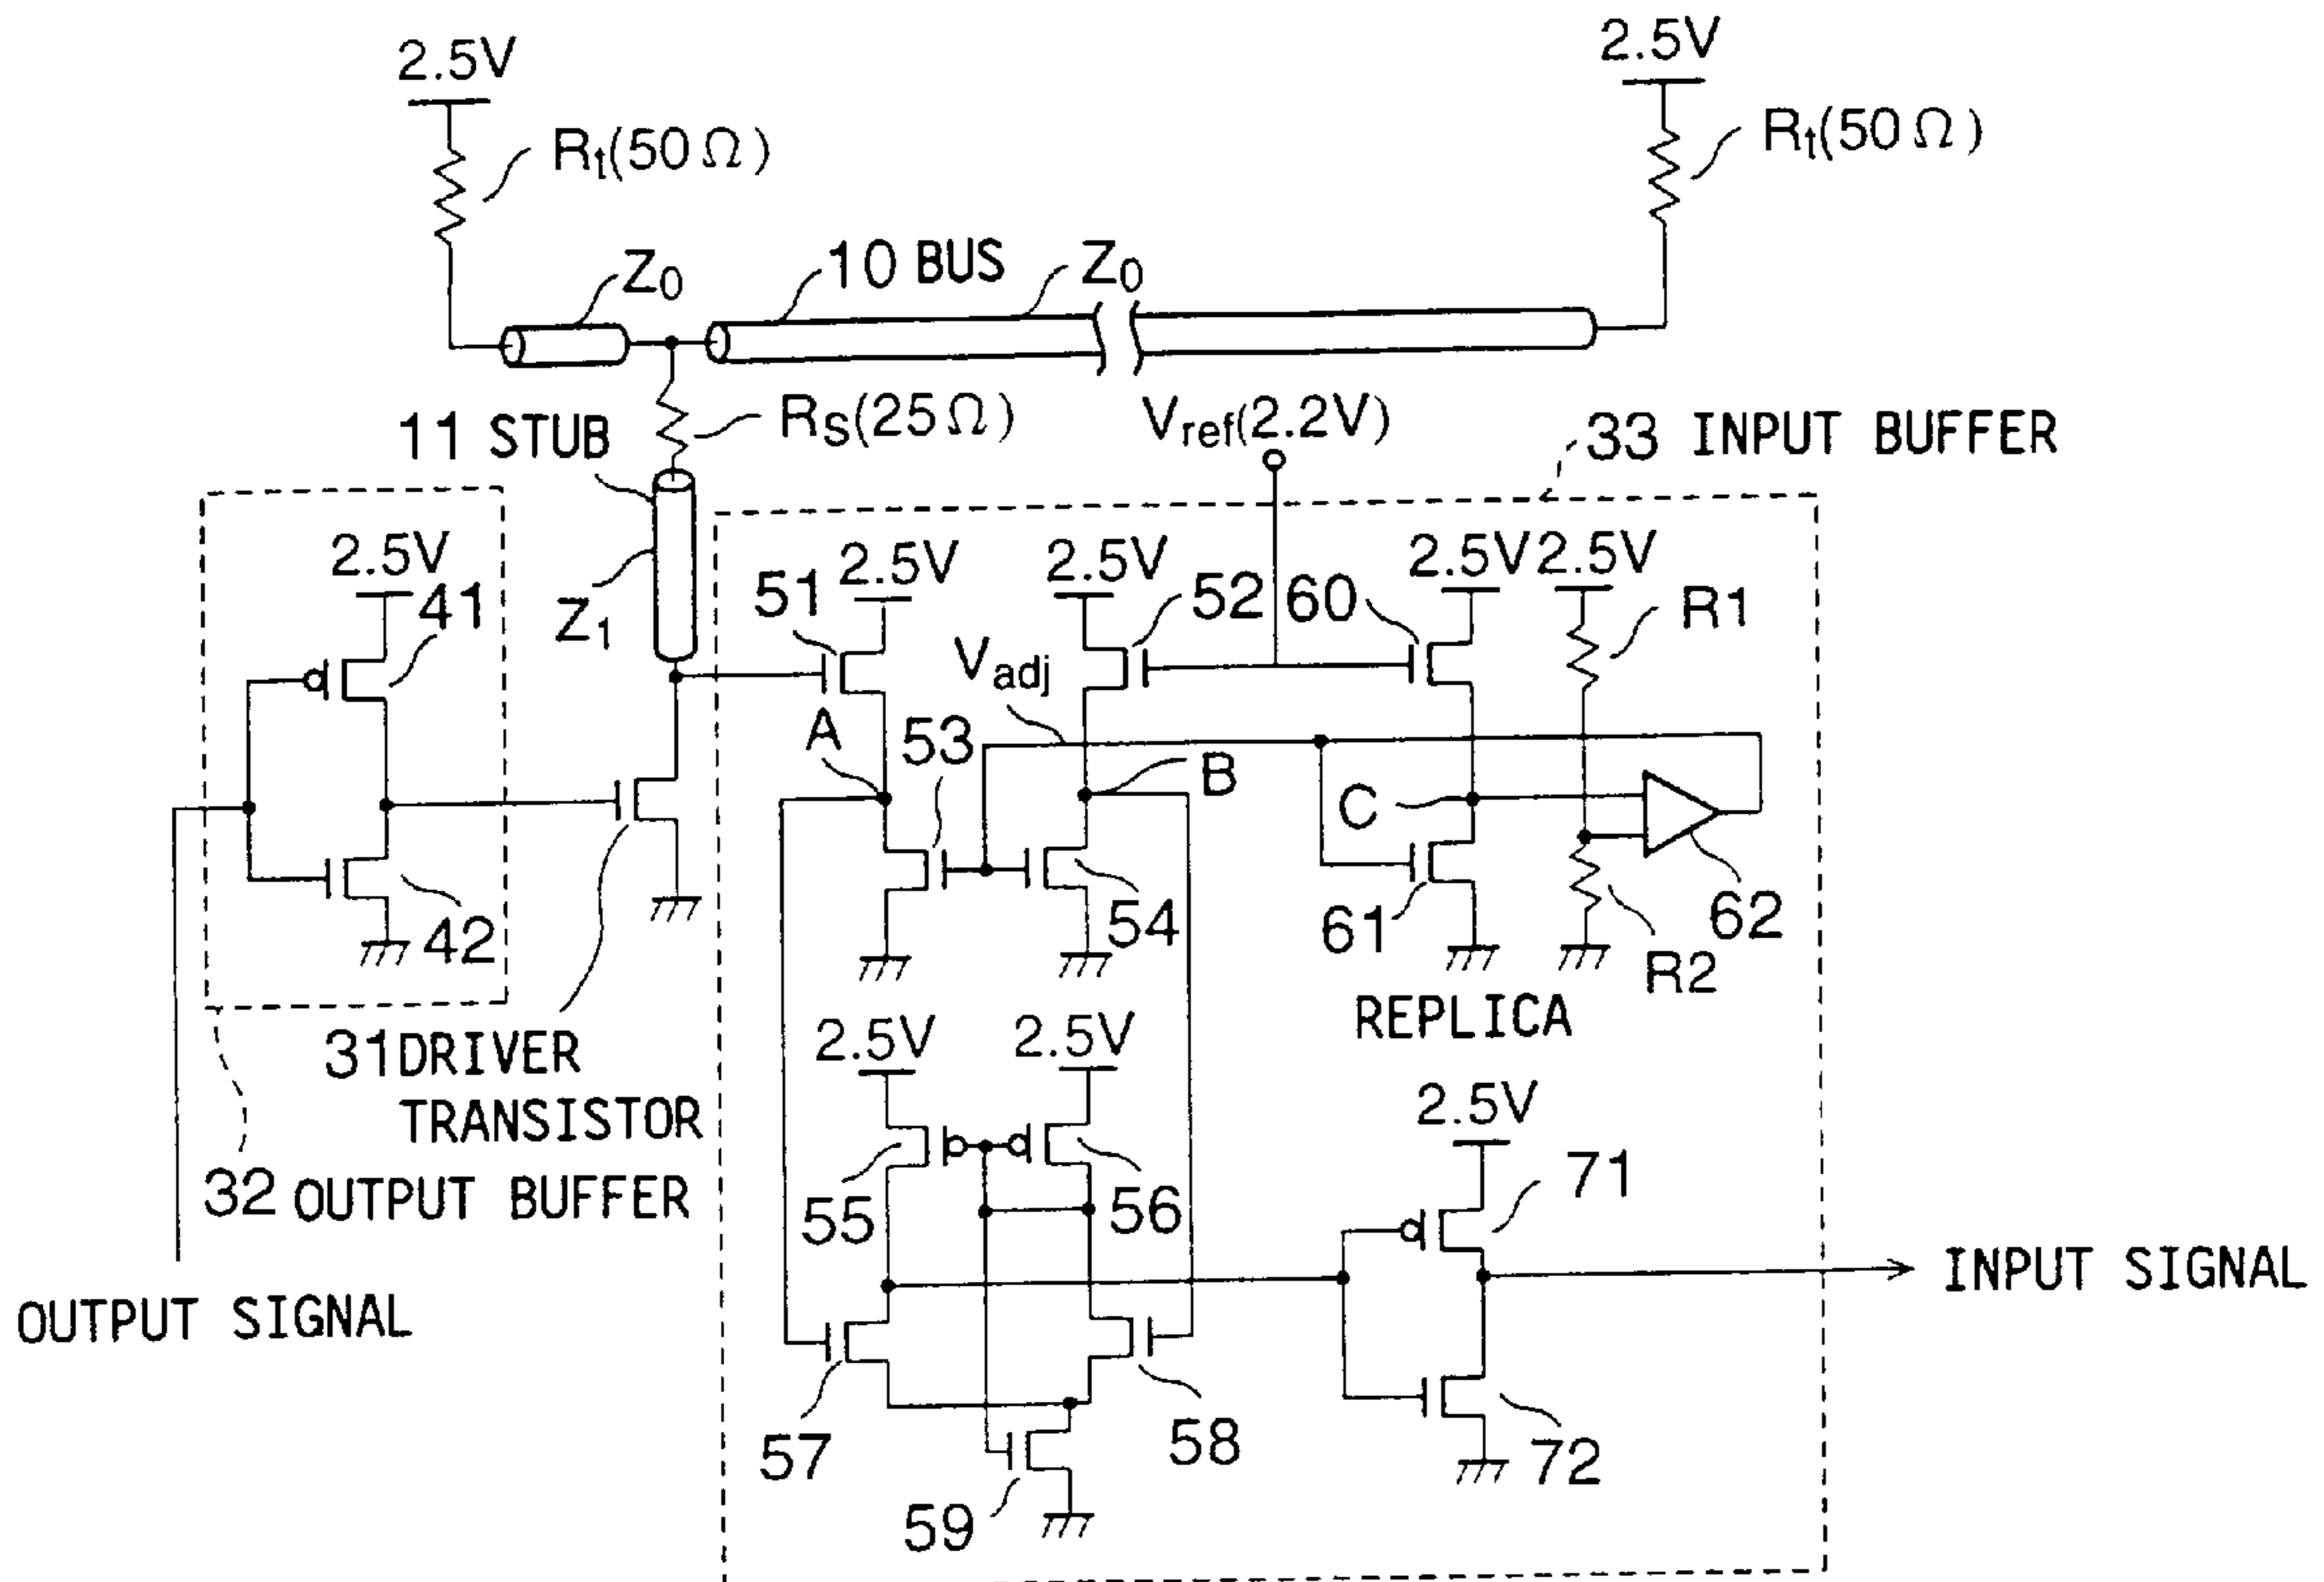 2.5V
2.5V
Rt(50Ω)
Rt(50Ω)
Z0
10 BUS
Z0
11 STUB
RS(25Ω)
Vref(2.2V)
33 INPUT BUFFER
2.5V
41
Z1
51
2.5V
2.5V
52
60
2.5V
2.5V
R1
Vadj
A
53
B
C
42
54
61
62
R2
REPLICA
31 DRIVER
TRANSISTOR
2.5V
2.5V
32 OUTPUT BUFFER
55
56
2.5V
71
INPUT SIGNAL
OUTPUT SIGNAL
57
58
72
59